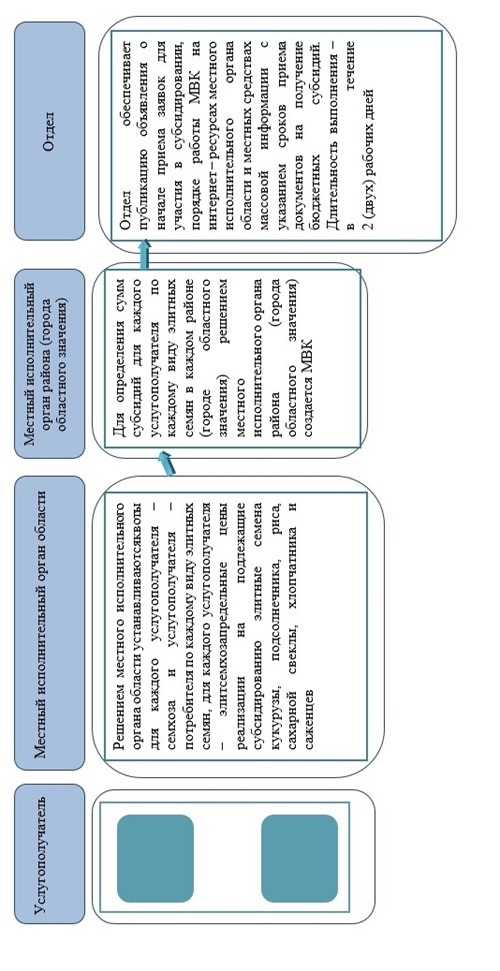 Услугополучатель
Местный исполнительный орган области
Местный исполнительный
орган района (города
областного значения)
Отдел
Решением местного исполнительного
органа области устанавливаютсяквоты
для каждого услугополучателя –
семхоза и услугополучателя –
потребителя по каждому виду элитных
семян, для каждого услугополучателя
– элитсемхозапредельные цены
реализации на подлежащие
субсидированию элитные семена
кукурузы, подсолнечника, риса,
сахарной свеклы, хлопчатника и
саженцев
Для определения сумм
субсидий для каждого
услугополучателя по
каждому виду элитных
семян в каждом районе
(городе областного
значения) решением
местного
исполнительного органа
района (города
областного значения)
создается МВК
Отдел обеспечивает
публикацию объявления о
начале приема заявок для
участия в субсидировании,
порядке работы МВК на
интернет–ресурсах местного
исполнительного органа
области и местных средствах
массовой информации с
указанием сроков приема
документов на получение
бюджетных субсидий.
Длительность выполнения –
в течение
2 (двух) рабочих дней